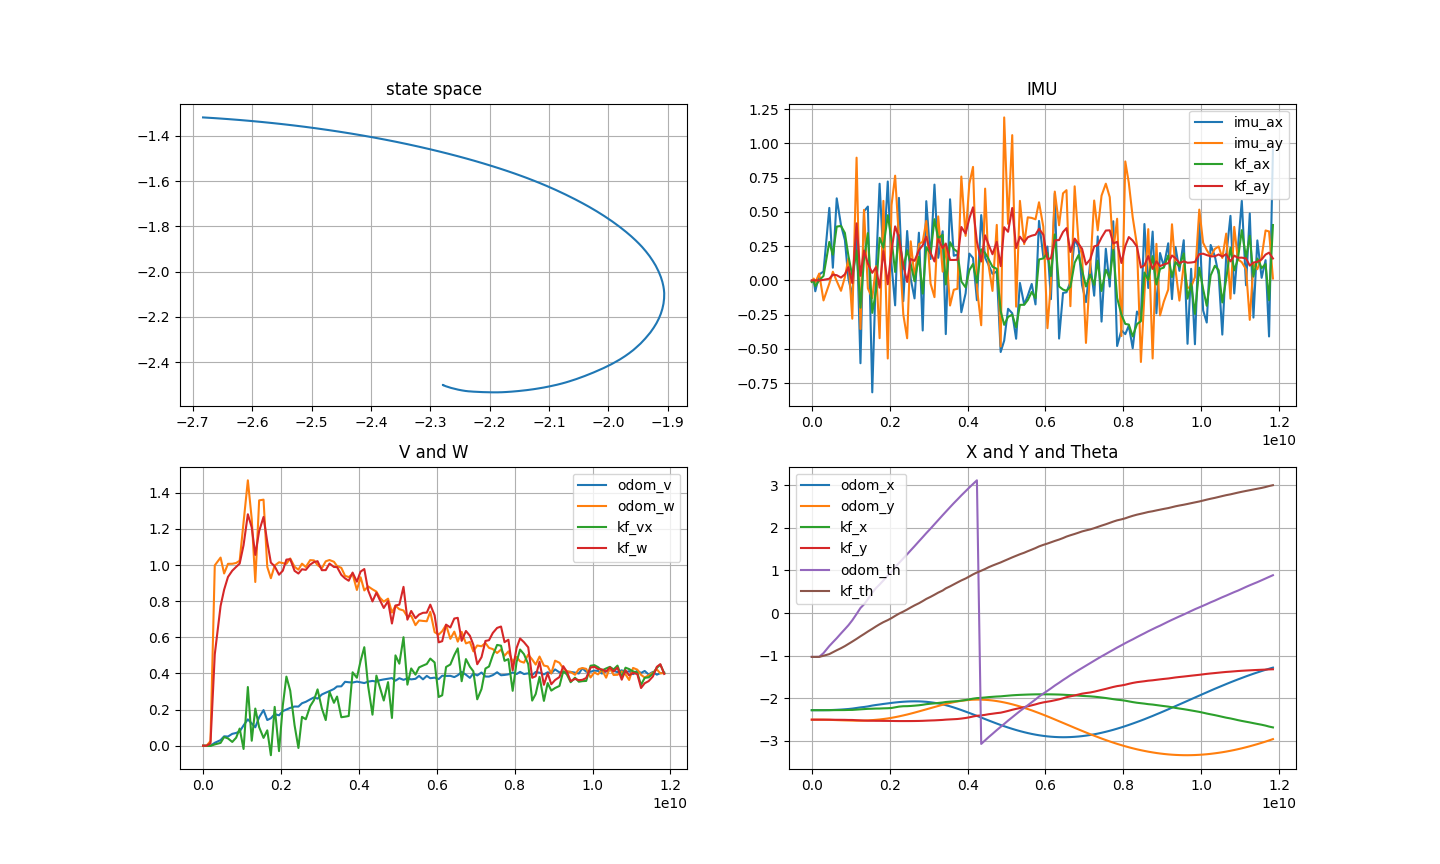 state space
−1.4
−1.6
−1.8
−2.0
−2.2
−2.4
−2.7 −2.6 −2.5 −2.4 −2.3 −2.2 −2.1 −2.0 −1.9
IMU
1.25
1.00
0.75
0.50
0.25
0.00
−0.25
−0.50
−0.75
imu_ax
imu_ay
kf_ax
kf_ay
0.0 0.2 0.4 0.6 0.8 1.0 1.2
1e10
V and W
1.4
1.2
1.0
0.8
0.6
0.4
0.2
0.0
odom_v
odom_w
kf_vx
kf_w
0.0 0.2 0.4 0.6 0.8 1.0 1.2
1e10
X and Y and Theta
3
2
1
0
−1
−2
−3
odom_x
odom_y
kf_x
kf_y
odom_th
kf_th
0.0 0.2 0.4 0.6 0.8 1.0 1.2
1e10